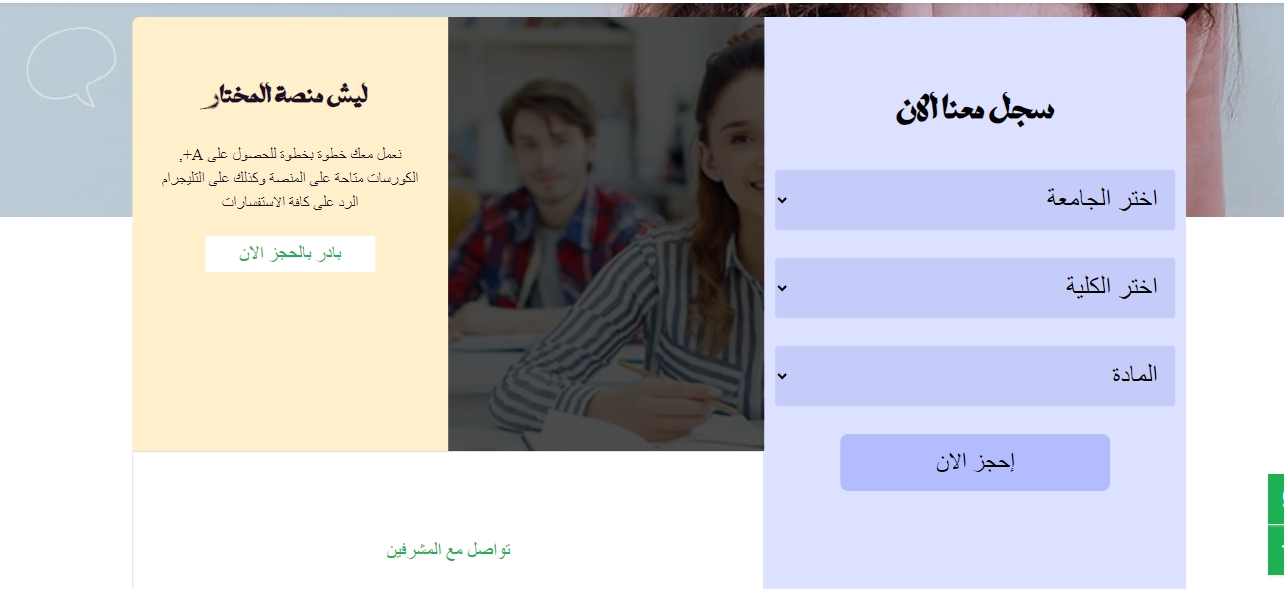 سجل معنا الان
اختر الجامعة
اختر الكلية
المادة
إحجز الان
ليش منصة المختار
نعمل معك خطوة بخطوة للحصول على A+,
الكورسات متاحة على المنصة وكذلك على التليجرام
الرد على كافة الاستفسارات
بادر بالحجز الان
تواصل مع المشرفين